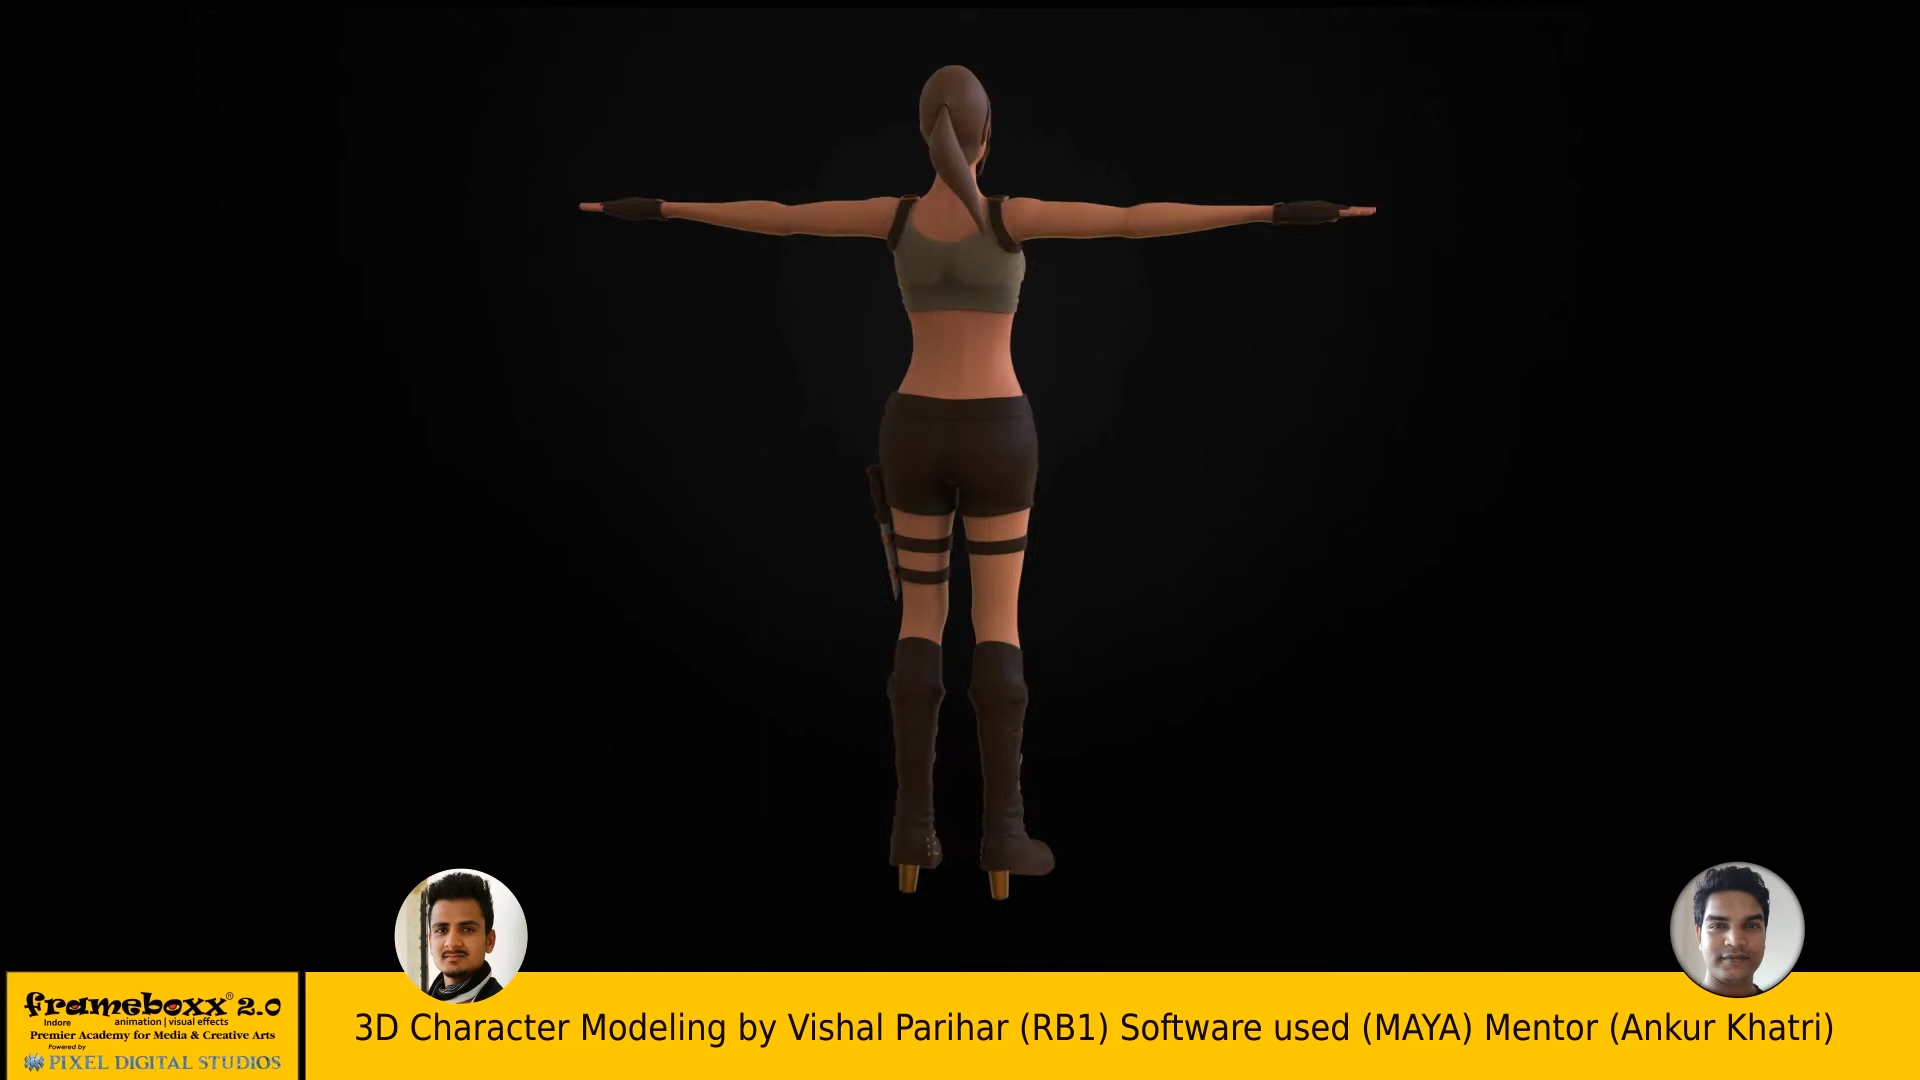 frameboxx® 2.0
Indore animation | visual effects
Premier Academy for Media & Creative Arts
Powered by
PIXEL DIGITAL STUDIOS
3D Character Modeling by Vishal Parihar (RB1) Software used (MAYA) Mentor (Ankur Khatri)